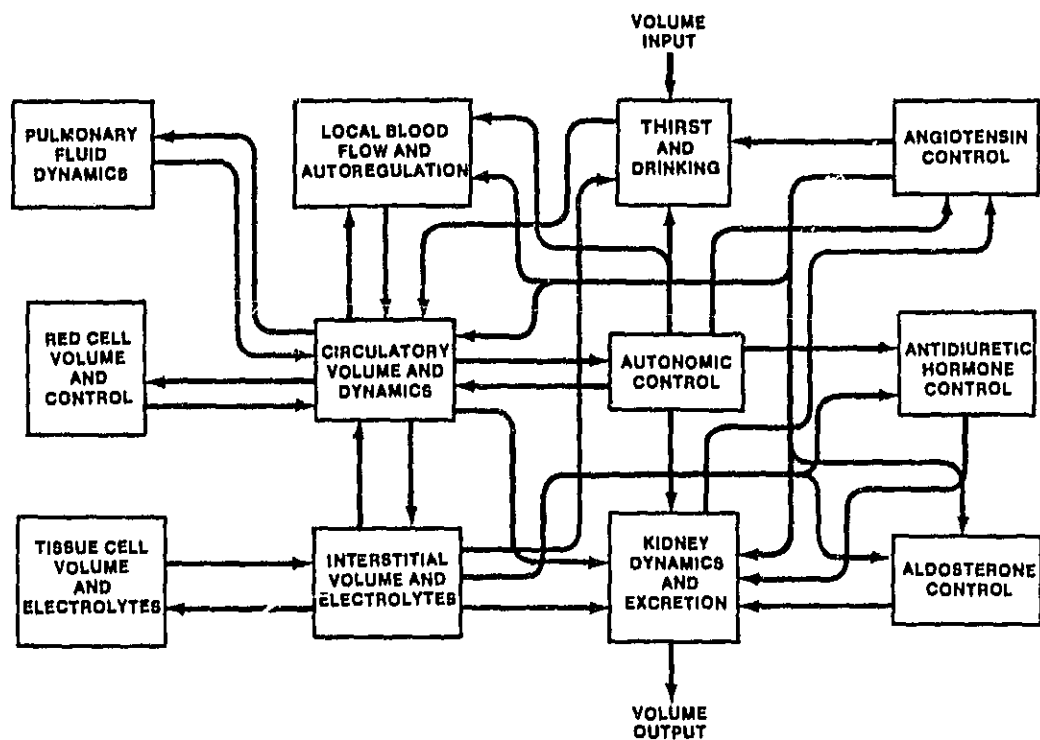 VOLUME
INPUT
PULMONARY
FLUID
DYNAMICS
LOCAL BLOOD
FLOW AND
AUTOREGULATION
THIRST
AND
DRINKING
ANGIOTENSIN
CONTROL
RED CELL
VOLUME
AND
CONTROL
CIRCULATORY
VOLUME AND
DYNAMICS
AUTONOMIC
CONTROL
ANTIDIURETIC
HORMONE
CONTROL
TISSUE CELL
VOLUME
AND
ELECTROLYTES
INTERSTITIAL
VOLUME AND
ELECTROLYTES
KIDNEY
DYNAMICS
AND
EXCRETION
ALDOSTERONE
CONTROL
VOLUME
OUTPUT